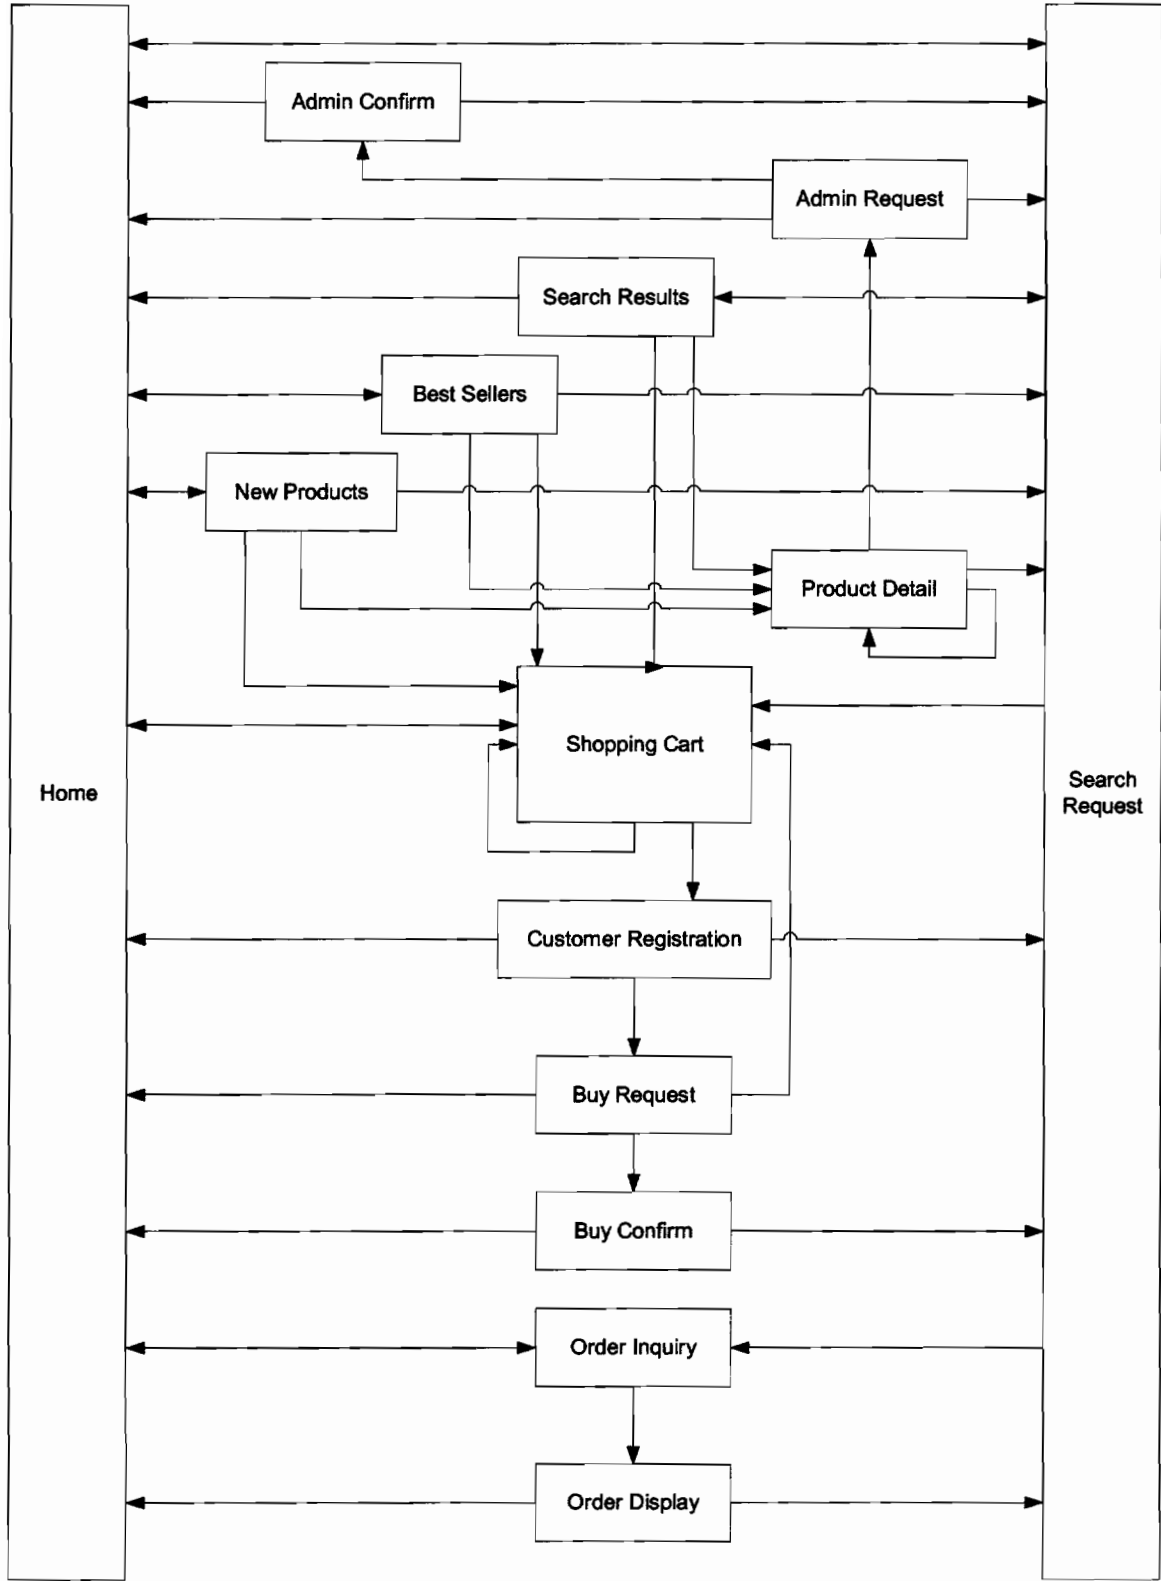 Admin Confirm
Admin Request
Search Results
Best Sellers
New Products
Product Detail
Shopping Cart
Home
Search
Request
Customer Registration
Buy Request
Buy Confirm
Order Inquiry
Order Display